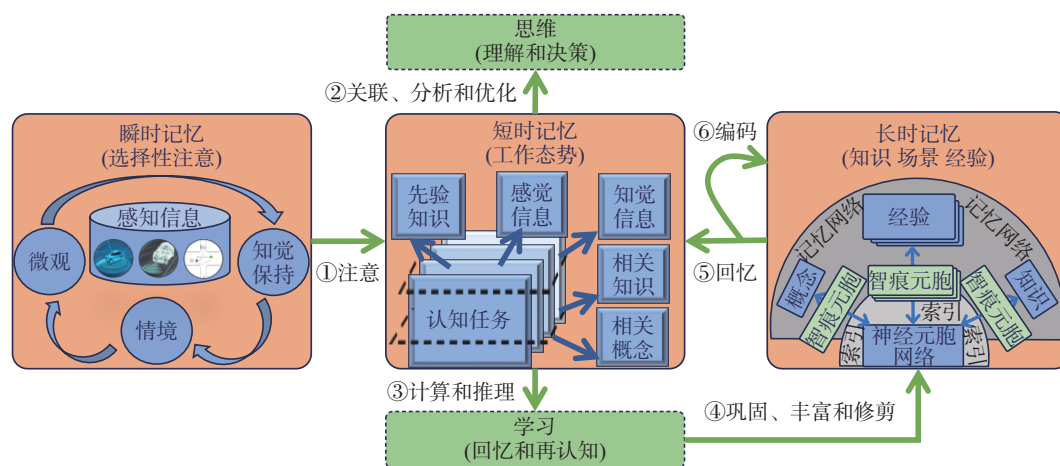 思维
(理解和决策)
②关联、分析和优化
瞬时记忆
(选择性注意)
感知信息
微观
知觉
保持
情境
①注意
短时记忆
(工作态势)
先验
知识
感觉
信息
知觉
信息
相关
知识
相关
概念
认知任务
⑥编码
⑤回忆
长时记忆
(知识 场景 经验)
记忆网络
记忆网络
经验
概念
智痕元胞
智痕元胞
智痕元胞
知识
索引
索引
索引
神经元胞
网络
③计算和推理
④巩固、丰富和修剪
学习
(回忆和再认知)